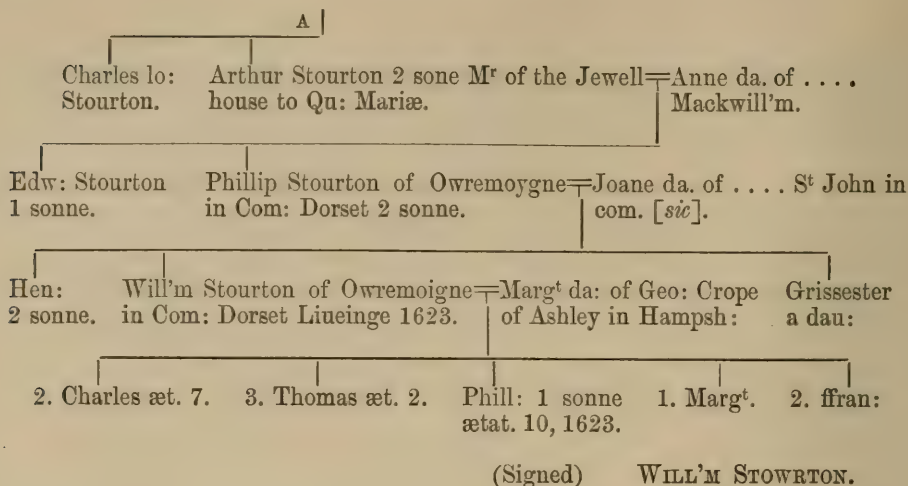 A
Charles lo: Arthur Stourton 2 sone Mʳ of the Jewell Anne da. of ....
Stourton. house to Qu: Mariæ. Mackwill'm.
Edw: Stourton Phillip Stourton of Owremoygne Joane da. of .... Sᵗ John in
1 sonne. in Com: Dorset 2 sonne. com. [sic].
Hen: Will'm Stourton of Owremoigne Margᵗ da: of Geo: Crope Grissester
2 sonne. in Com: Dorset Liueinge 1623. of Ashley in Hampsh: a dau:
2. Charles æt. 7. 3. Thomas æt. 2. Phill: 1 sonne 1. Margᵗ. 2. ffran:
ætat. 10, 1623.
(Signed) WILL'M STOWRTON.